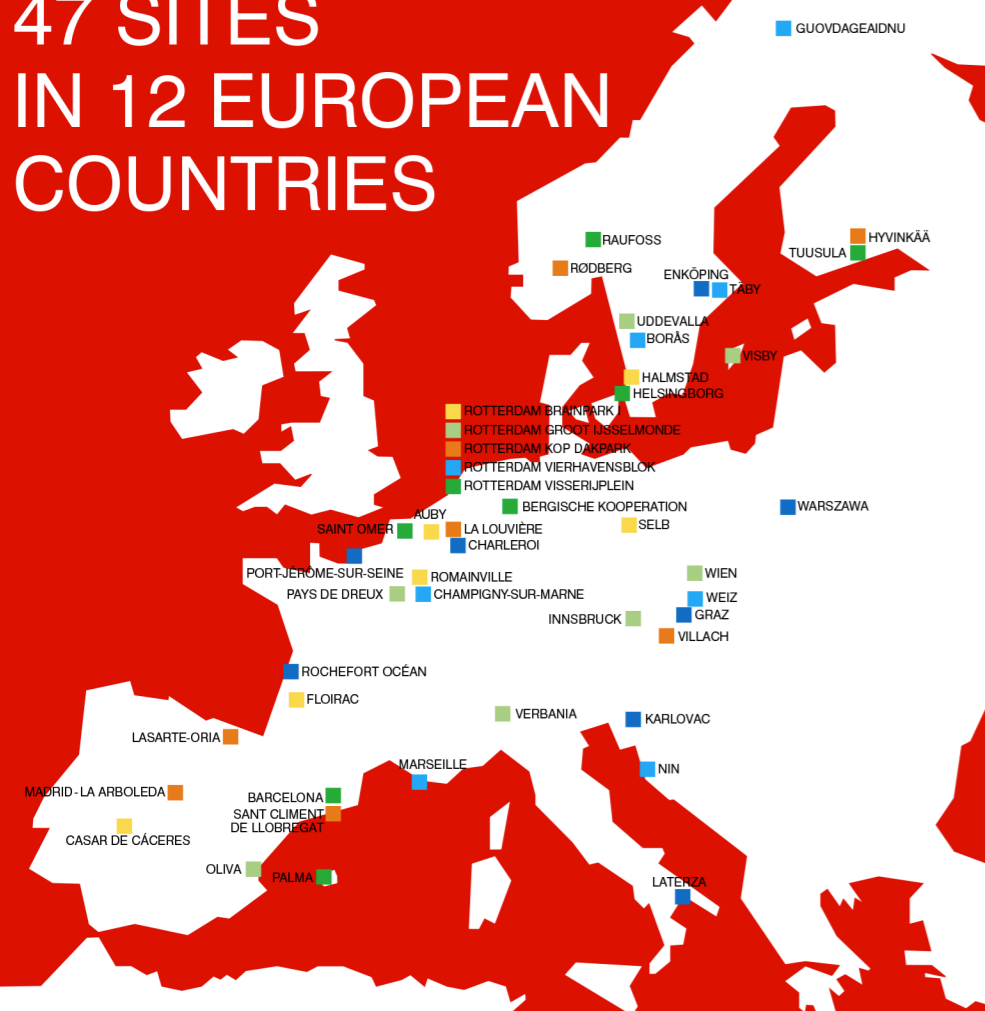 47 SITES
IN 12 EUROPEAN
COUNTRIES
GUOVDAGEAIDNU
RAUFOSS
HYVINKÄÄ
TUUSULA
RØDBERG
ENKÖPING
TÄBY
UDDEVALLA
BORÅS
VISBY
HALMSTAD
HELSINGBORG
ROTTERDAM BRAINPARK I
ROTTERDAM GROOT IJSSELMONDE
ROTTERDAM KOP DAKPARK
ROTTERDAM VIERHAVENSBLOK
ROTTERDAM VISSERIJPLEIN
BERGISCHE KOOPERATION
WARSZAWA
AUBY
SAINT OMER
LA LOUVIÈRE
SELB
CHARLEROI
PORT-JÉRÔME-SUR-SEINE
ROMAINVILLE
WIEN
PAYS DE DREUX
CHAMPIGNY-SUR-MARNE
WEIZ
INNSBRUCK
GRAZ
VILLACH
ROCHEFORT OCÉAN
FLOIRAC
VERBANIA
KARLOVAC
LASARTE-ORIA
MARSEILLE
NIN
MADRID-LA ARBOLEDA
BARCELONA
SANT CLIMENT
DE LLOBREGAT
CASAR DE CÁCERES
OLIVA
PALMA
LATERZA